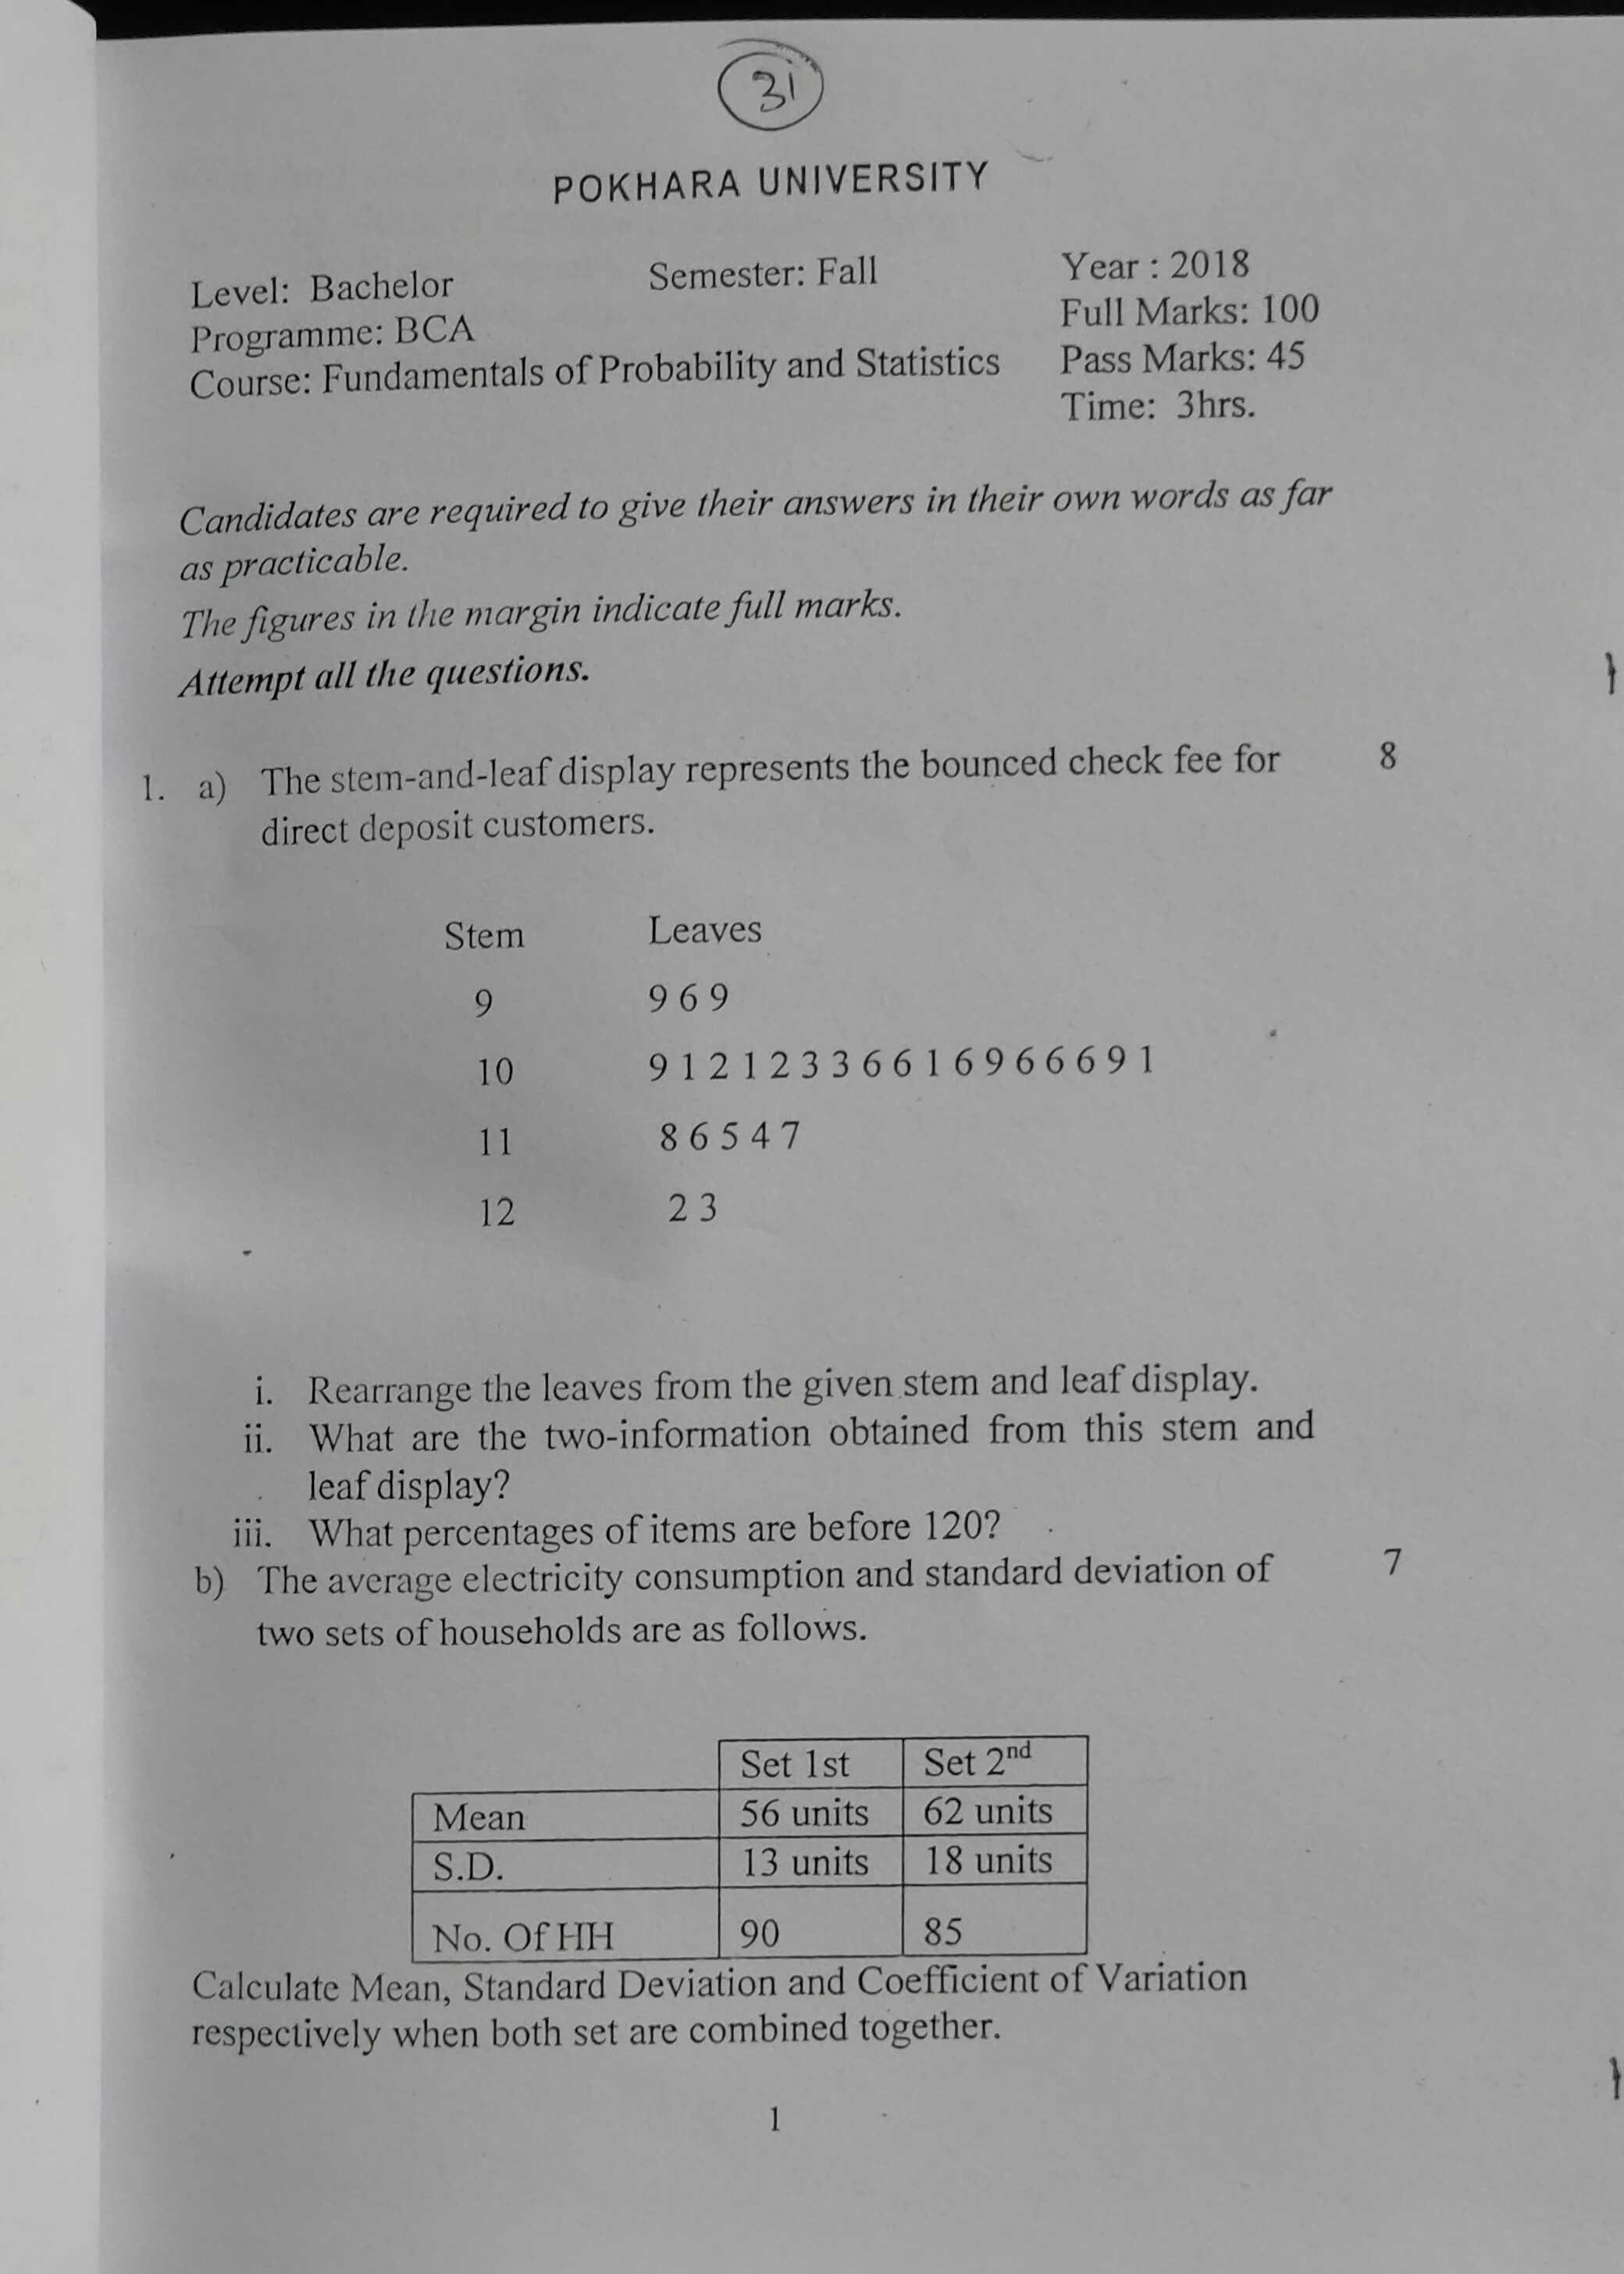 31
POKHARA UNIVERSITY
Level: Bachelor Semester: Fall Year : 2018
Programme: BCA Full Marks: 100
Course: Fundamentals of Probability and Statistics Pass Marks: 45
Time: 3hrs.
Candidates are required to give their answers in their own words as far
as practicable.
The figures in the margin indicate full marks.
Attempt all the questions.
1. a) The stem-and-leaf display represents the bounced check fee for 8
direct deposit customers.
Stem Leaves
9 9 6 9
10 9 1 2 1 2 3 3 6 6 1 6 9 6 6 6 9 1
11 8 6 5 4 7
12 2 3
i. Rearrange the leaves from the given stem and leaf display.
ii. What are the two-information obtained from this stem and
leaf display?
iii. What percentages of items are before 120?
b) The average electricity consumption and standard deviation of 7
two sets of households are as follows.
Set 1st Set 2nd
Mean 56 units 62 units
S.D. 13 units 18 units
No. Of HH 90 85
Calculate Mean, Standard Deviation and Coefficient of Variation
respectively when both set are combined together.
1